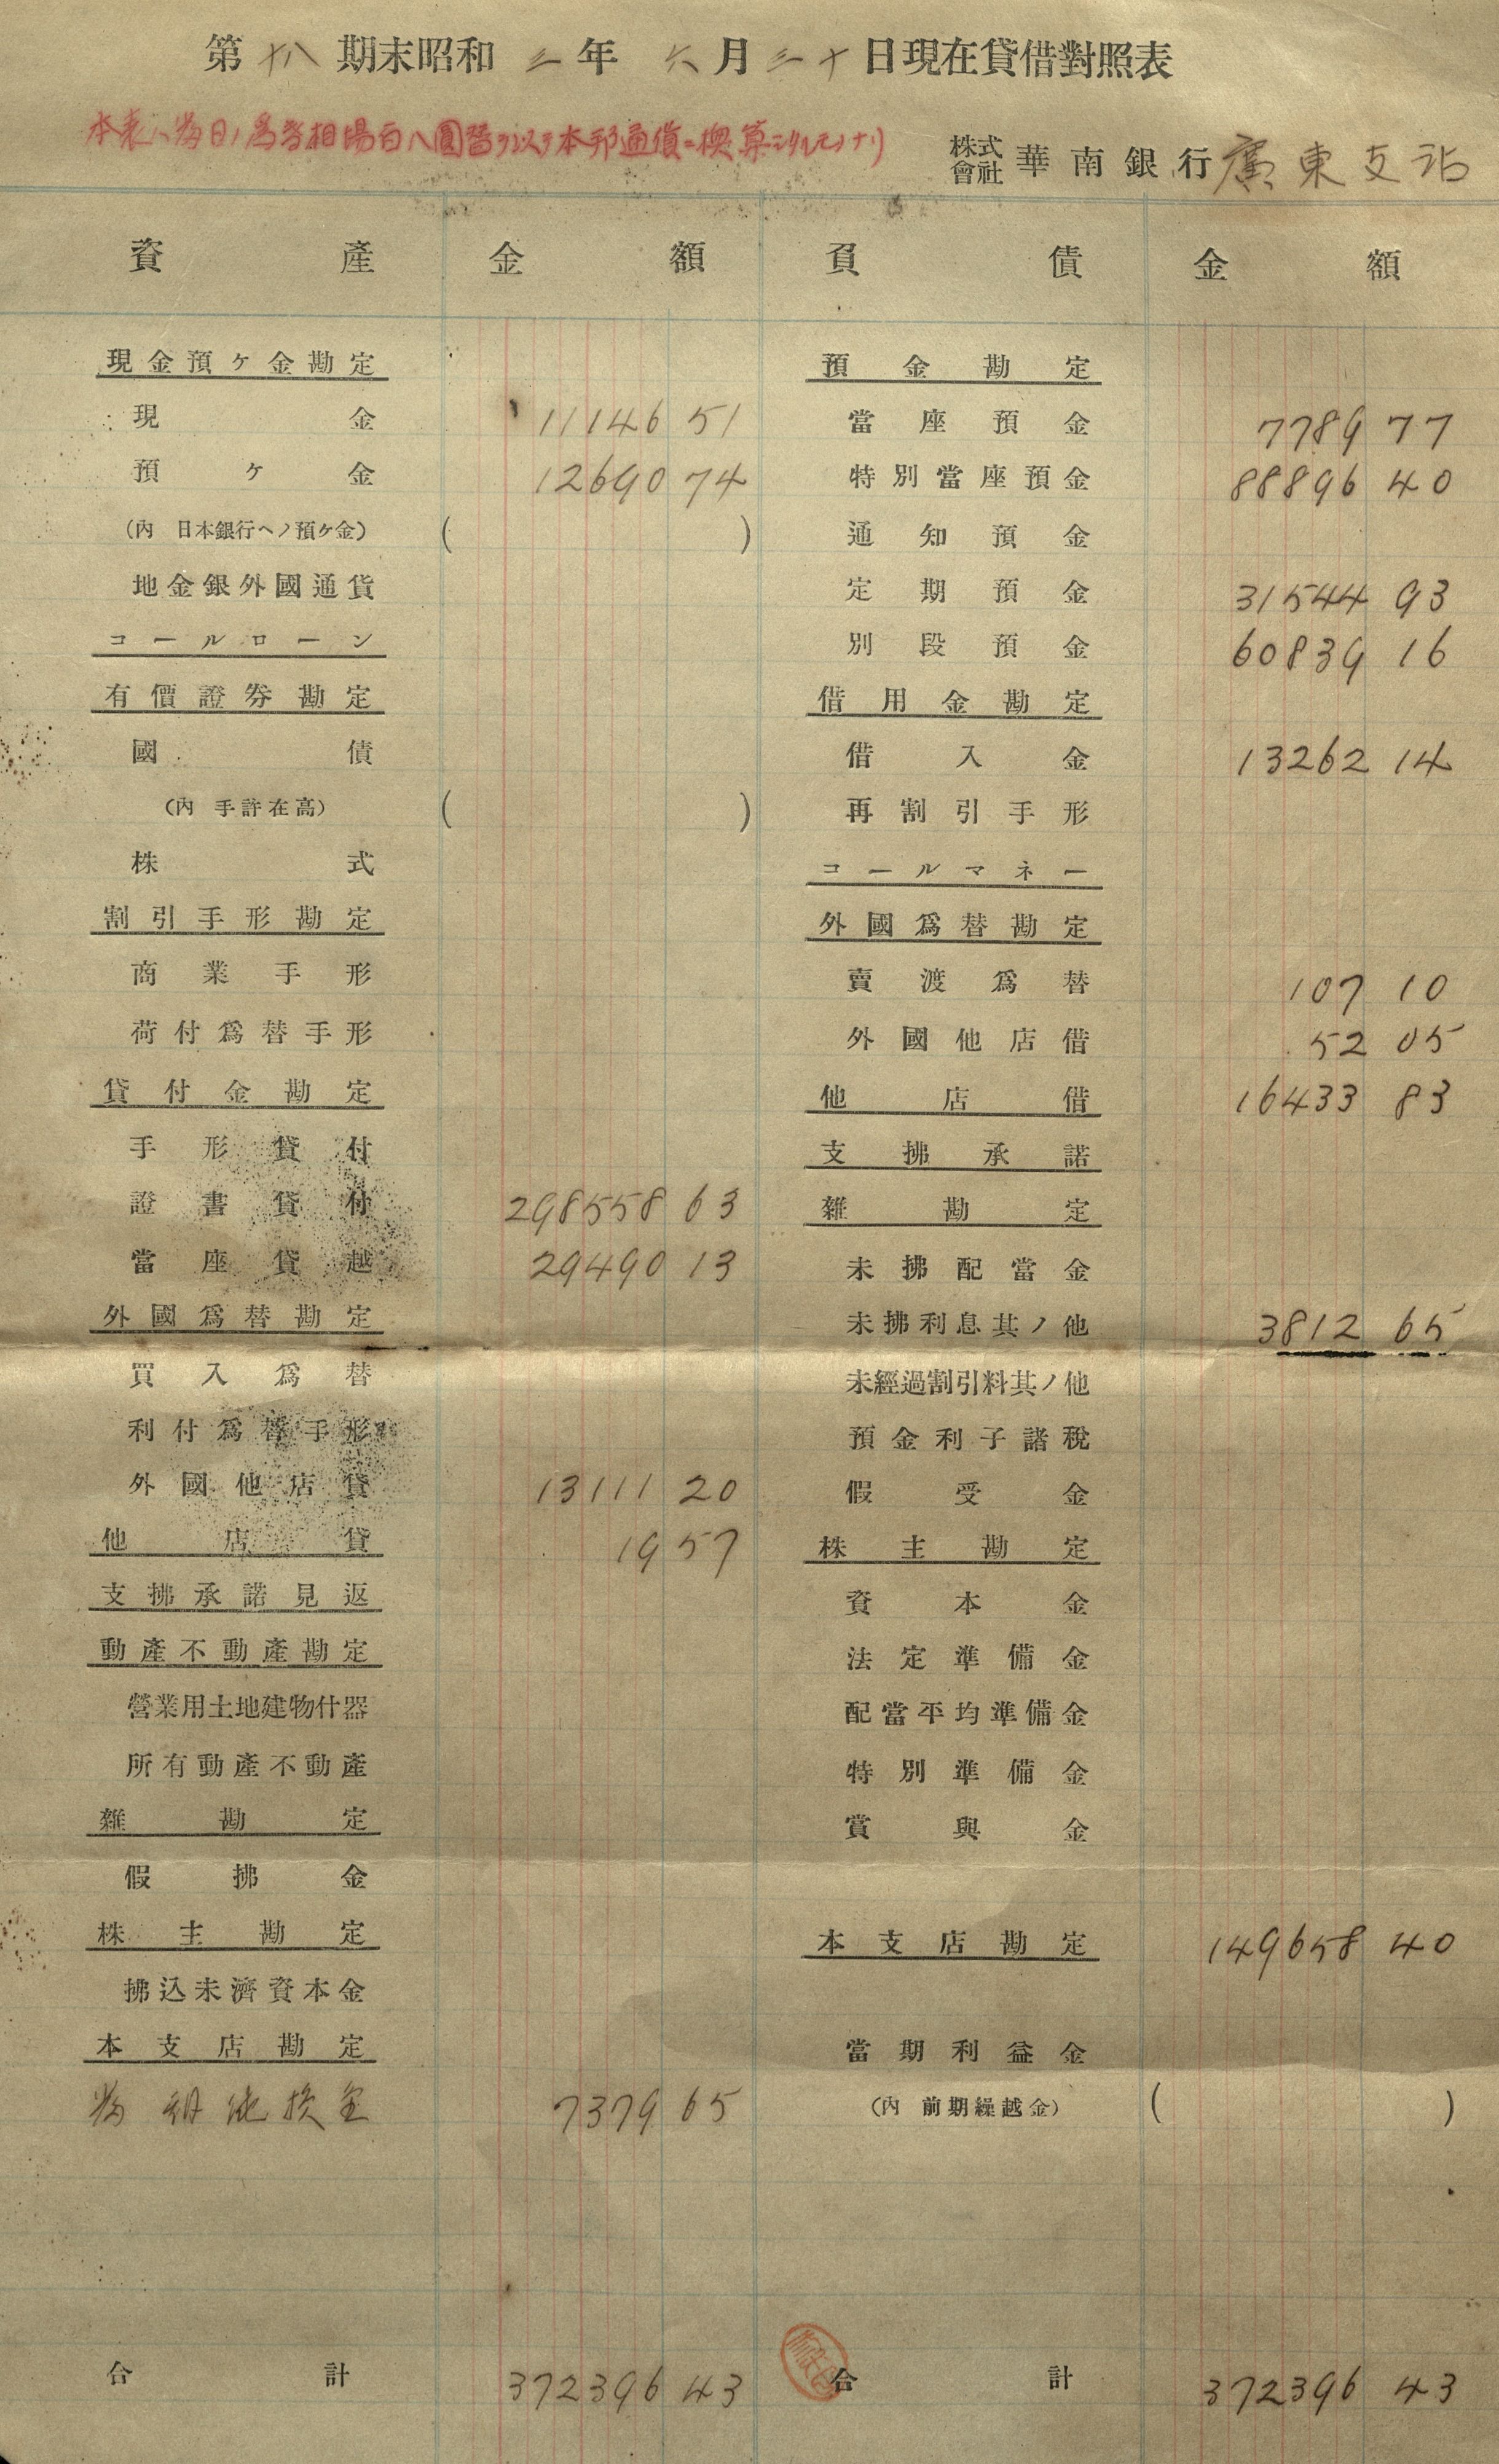 第十八期末昭和三年六月三十日現在貸借對照表
本表ハ當日ノ爲替相場百八圓替ヲ以テ本邦通貨ニ換算シタルモノナリ
株式會社 華南銀行 廣東支店
資產 金額
現金預ケ金勘定
現金 11146 51
預ケ金 12690 74
(內 日本銀行ヘノ預ケ金) ( )
地金銀外國通貨
コールローン
有價證券勘定
國債
(內 手許在高) ( )
株式
割引手形勘定
商業手形
荷付爲替手形
貸付金勘定
手形貸付
證書貸付 298558 63
當座貸越 29490 13
外國爲替勘定
買入爲替
利付爲替手形
外國他店貸 13111 20
他店貸 19 57
支拂承諾見返
動產不動產勘定
營業用土地建物什器
所有動產不動產
雜勘定
假拂金
株主勘定
拂込未濟資本金
本支店勘定
當期純損金 7379 65
合計 372396 43
負債 金額
預金勘定
當座預金 7789 77
特別當座預金 88896 40
通知預金
定期預金 31544 93
別段預金 60839 16
借用金勘定
借入金 13262 14
再割引手形
コールマネー
外國爲替勘定
賣渡爲替 107 10
外國他店借 52 05
他店借 16433 83
支拂承諾
雜勘定
未拂配當金
未拂利息其ノ他 3812 65
未經過割引料其ノ他
預金利子諸稅
假受金
株主勘定
資本金
法定準備金
配當平均準備金
特別準備金
賞與金
本支店勘定 149658 40
當期利益金
(內 前期繰越金) ( )
合計 372396 43